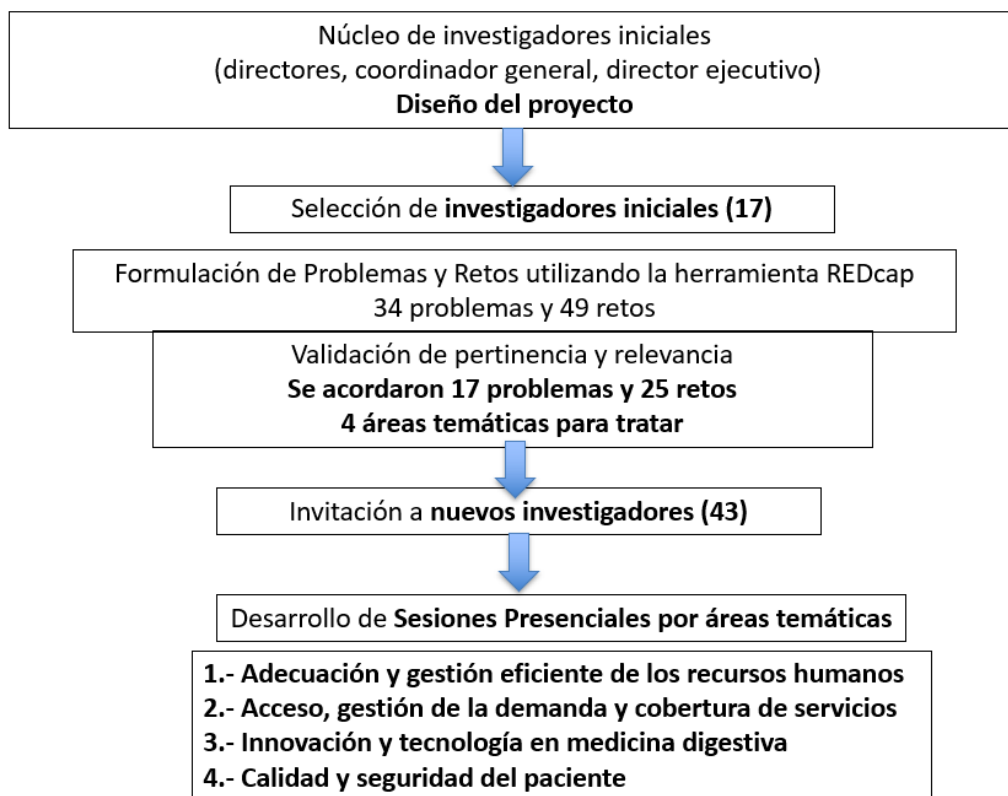 Núcleo de investigadores iniciales
(directores, coordinador general, director ejecutivo)
Diseño del proyecto
Selección de investigadores iniciales (17)
Formulación de Problemas y Retos utilizando la herramienta REDcap
34 problemas y 49 retos
Validación de pertinencia y relevancia
Se acordaron 17 problemas y 25 retos
4 áreas temáticas para tratar
Invitación a nuevos investigadores (43)
Desarrollo de Sesiones Presenciales por áreas temáticas
1.- Adecuación y gestión eficiente de los recursos humanos
2.- Acceso, gestión de la demanda y cobertura de servicios
3.- Innovación y tecnología en medicina digestiva
4.- Calidad y seguridad del paciente